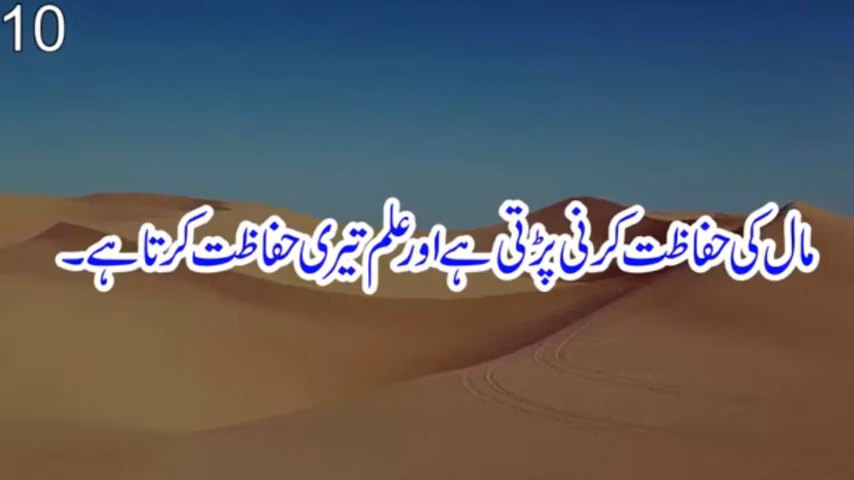 10
مال کی حفاظت کرنی پڑتی ہے اور علم تیری حفاظت کرتا ہے۔